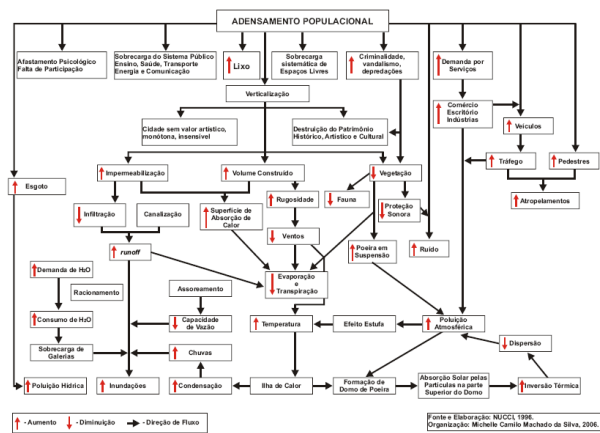 ADENSAMENTO POPULACIONAL
Afastamento Psicológico
Falta de Participação
Sobrecarga do Sistema Público
Ensino, Saúde, Transporte
Energia e Comunicação
Lixo
Sobrecarga
sistemática de
Espaços Livres
Criminalidade,
vandalismo,
depredações
Demanda por
Serviços
Verticalização
Comércio
Escritório
Indústrias
Cidade sem valor artístico,
monótona, insensível
Destruição do Patrimônio
Histórico, Artístico e Cultural
Veículos
Tráfego
Pedestres
Esgoto
Impermeabilização
Volume Construído
Vegetação
Atropelamentos
Infiltração
Canalização
Superfície de
Absorção de
Calor
Rugosidade
Fauna
Proteção
Sonora
Ventos
runoff
Poeira em
Suspensão
Ruído
Demanda de H2O
Racionamento
Assoreamento
Evaporação
e
Transpiração
Consumo de H2O
Capacidade
de Vazão
Temperatura
Efeito Estufa
Poluição
Atmosférica
Sobrecarga de
Galerias
Chuvas
Dispersão
Poluição Hídrica
Inundações
Condensação
Ilha de Calor
Formação de
Domo de Poeira
Absorção Solar pelas
Partículas na parte
Superior do Domo
Inversão Térmica
- Aumento
- Diminuição
- Direção de Fluxo
Fonte e Elaboração: NUCCI, 1996.
Organização: Michelle Camilo Machado da Silva, 2006.